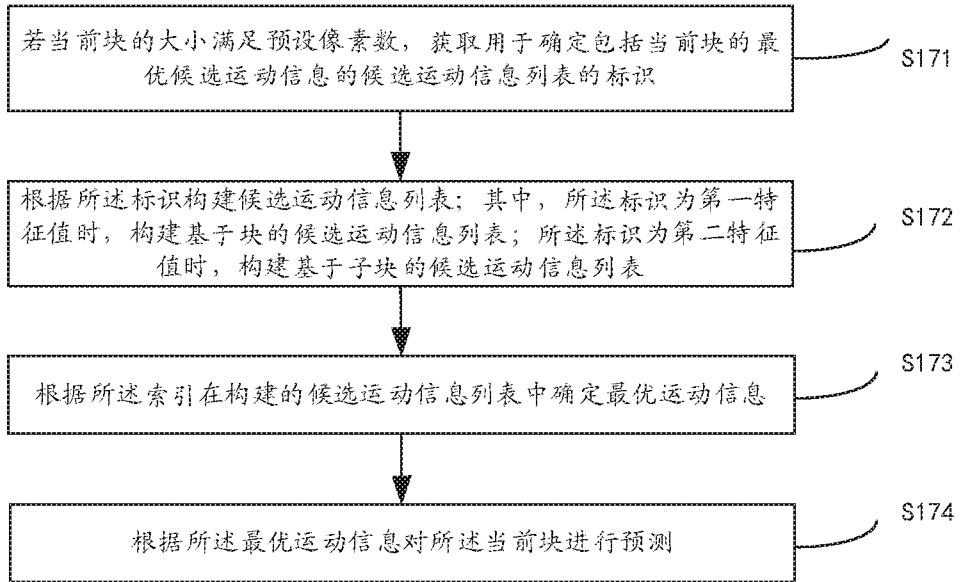 若当前块的大小满足预设像素数，获取用于确定包括当前块的最
优候选运动信息的候选运动信息列表的标识
S171
根据所述标识构建候选运动信息列表；其中，所述标识为第一特
征值时，构建基于块的候选运动信息列表；所述标识为第二特征
值时，构建基于子块的候选运动信息列表
S172
根据所述索引在构建的候选运动信息列表中确定最优运动信息
S173
根据所述最优运动信息对所述当前块进行预测
S174